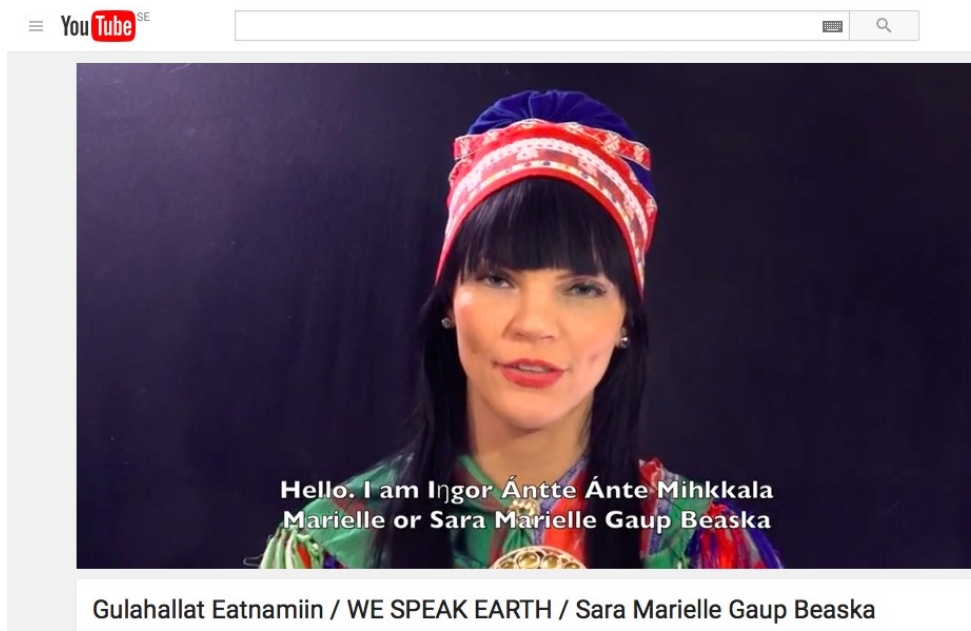 YouTube SE
Hello. I am Iŋgor Ántte Ánte Mihkkala
Marielle or Sara Marielle Gaup Beaska
Gulahallat Eatnamiin / WE SPEAK EARTH / Sara Marielle Gaup Beaska